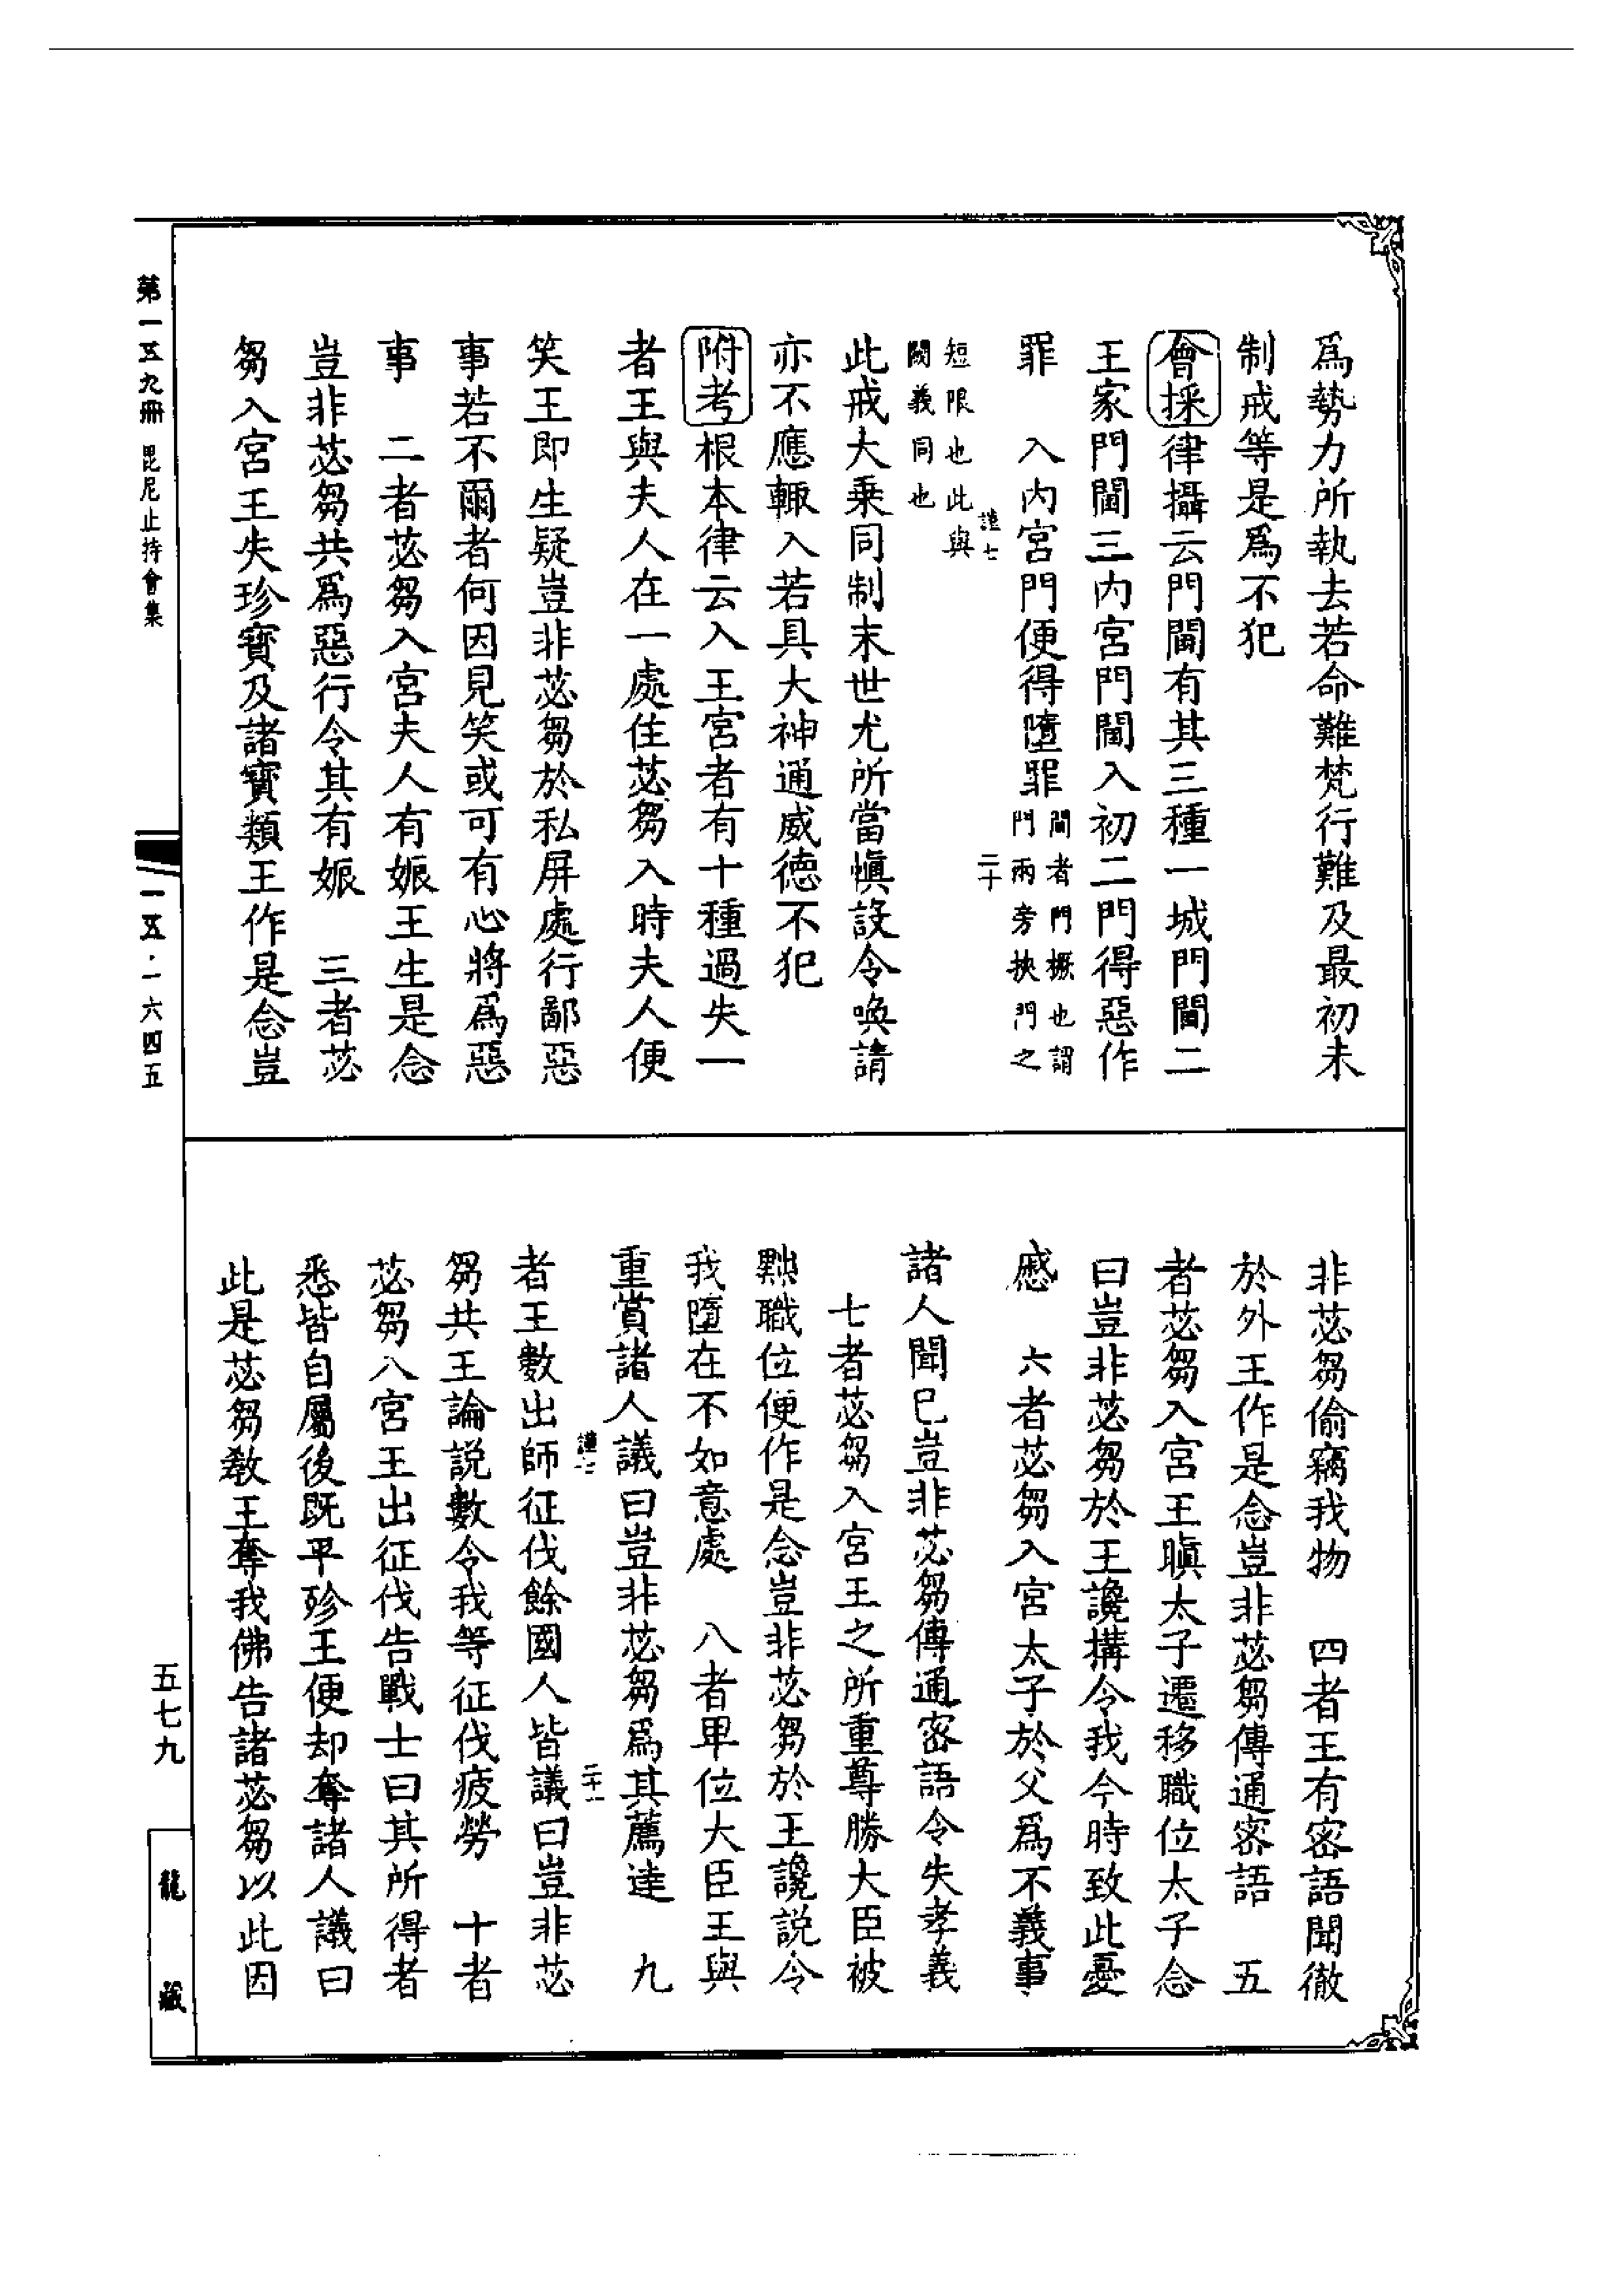 為勢力所執去若命難梵行難及最初未
制戒等是為不犯
會採律攝云門閫有其三種一城門閫二
王家門閫三內宮門閫入初二門得惡作
罪　入內宮門便得墮罪
閫者門橛也謂
門兩旁挾門之
謹七　二十
短限也此與
閾義同也
此戒大乗同制末世尤所當慎設令喚請
亦不應輙入若具大神通威德不犯
附考根本律云入王宮者有十種過失一
者王與夫人在一處住苾芻入時夫人便
笑王即生疑豈非苾芻於私屏處行鄙惡
事若不爾者何因見笑或可有心將為惡
事　二者苾芻入宮夫人有娠王生是念
豈非苾芻共為惡行令其有娠　三者苾
芻入宮王失珍寶及諸寶類王作是念豈
非苾芻偷竊我物　四者王有密語聞徹
於外王作是念豈非苾芻傳通密語　五
者苾芻入宮王瞋太子遷移職位太子念
曰豈非苾芻於王讒搆令我今時致此憂
慼　六者苾芻入宮太子於父為不義事
諸人聞巳豈非苾芻傳通密語令失孝義
七者苾芻入宮王之所重尊勝大臣被
黜職位便作是念豈非苾芻於王讒説令
我墮在不如意處　八者卑位大臣王與
重賞諸人議曰豈非苾芻為其薦達　九
謹七　二十一
者王數出師征伐餘國人皆議曰豈非苾
芻共王論説數令我等征伐疲勞　十者
苾芻入宮王出征伐告戰士曰其所得者
悉皆自屬後既平殄王便却奪諸人議曰
此是苾芻教王奪我佛告諸苾芻以此因
第一五九冊　毘尼止持會集
一五·一六四五
五七九
龍藏